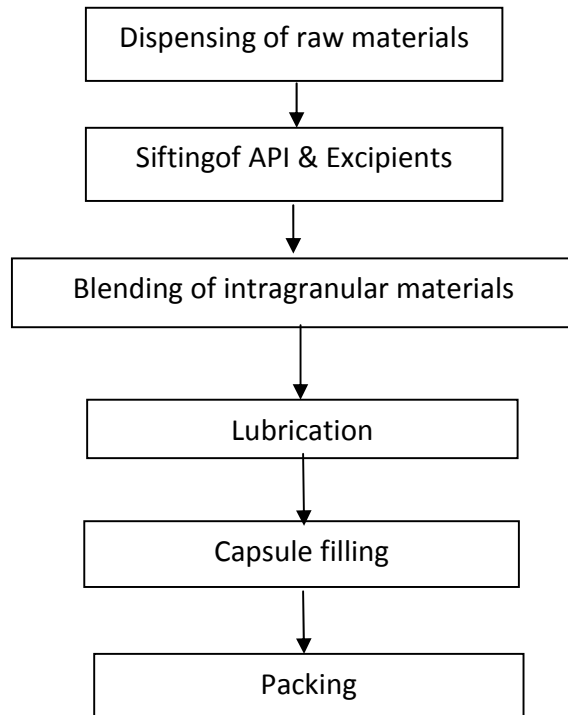 Dispensing of raw materials
Siftingof API & Excipients
Blending of intragranular materials
Lubrication
Capsule filling
Packing